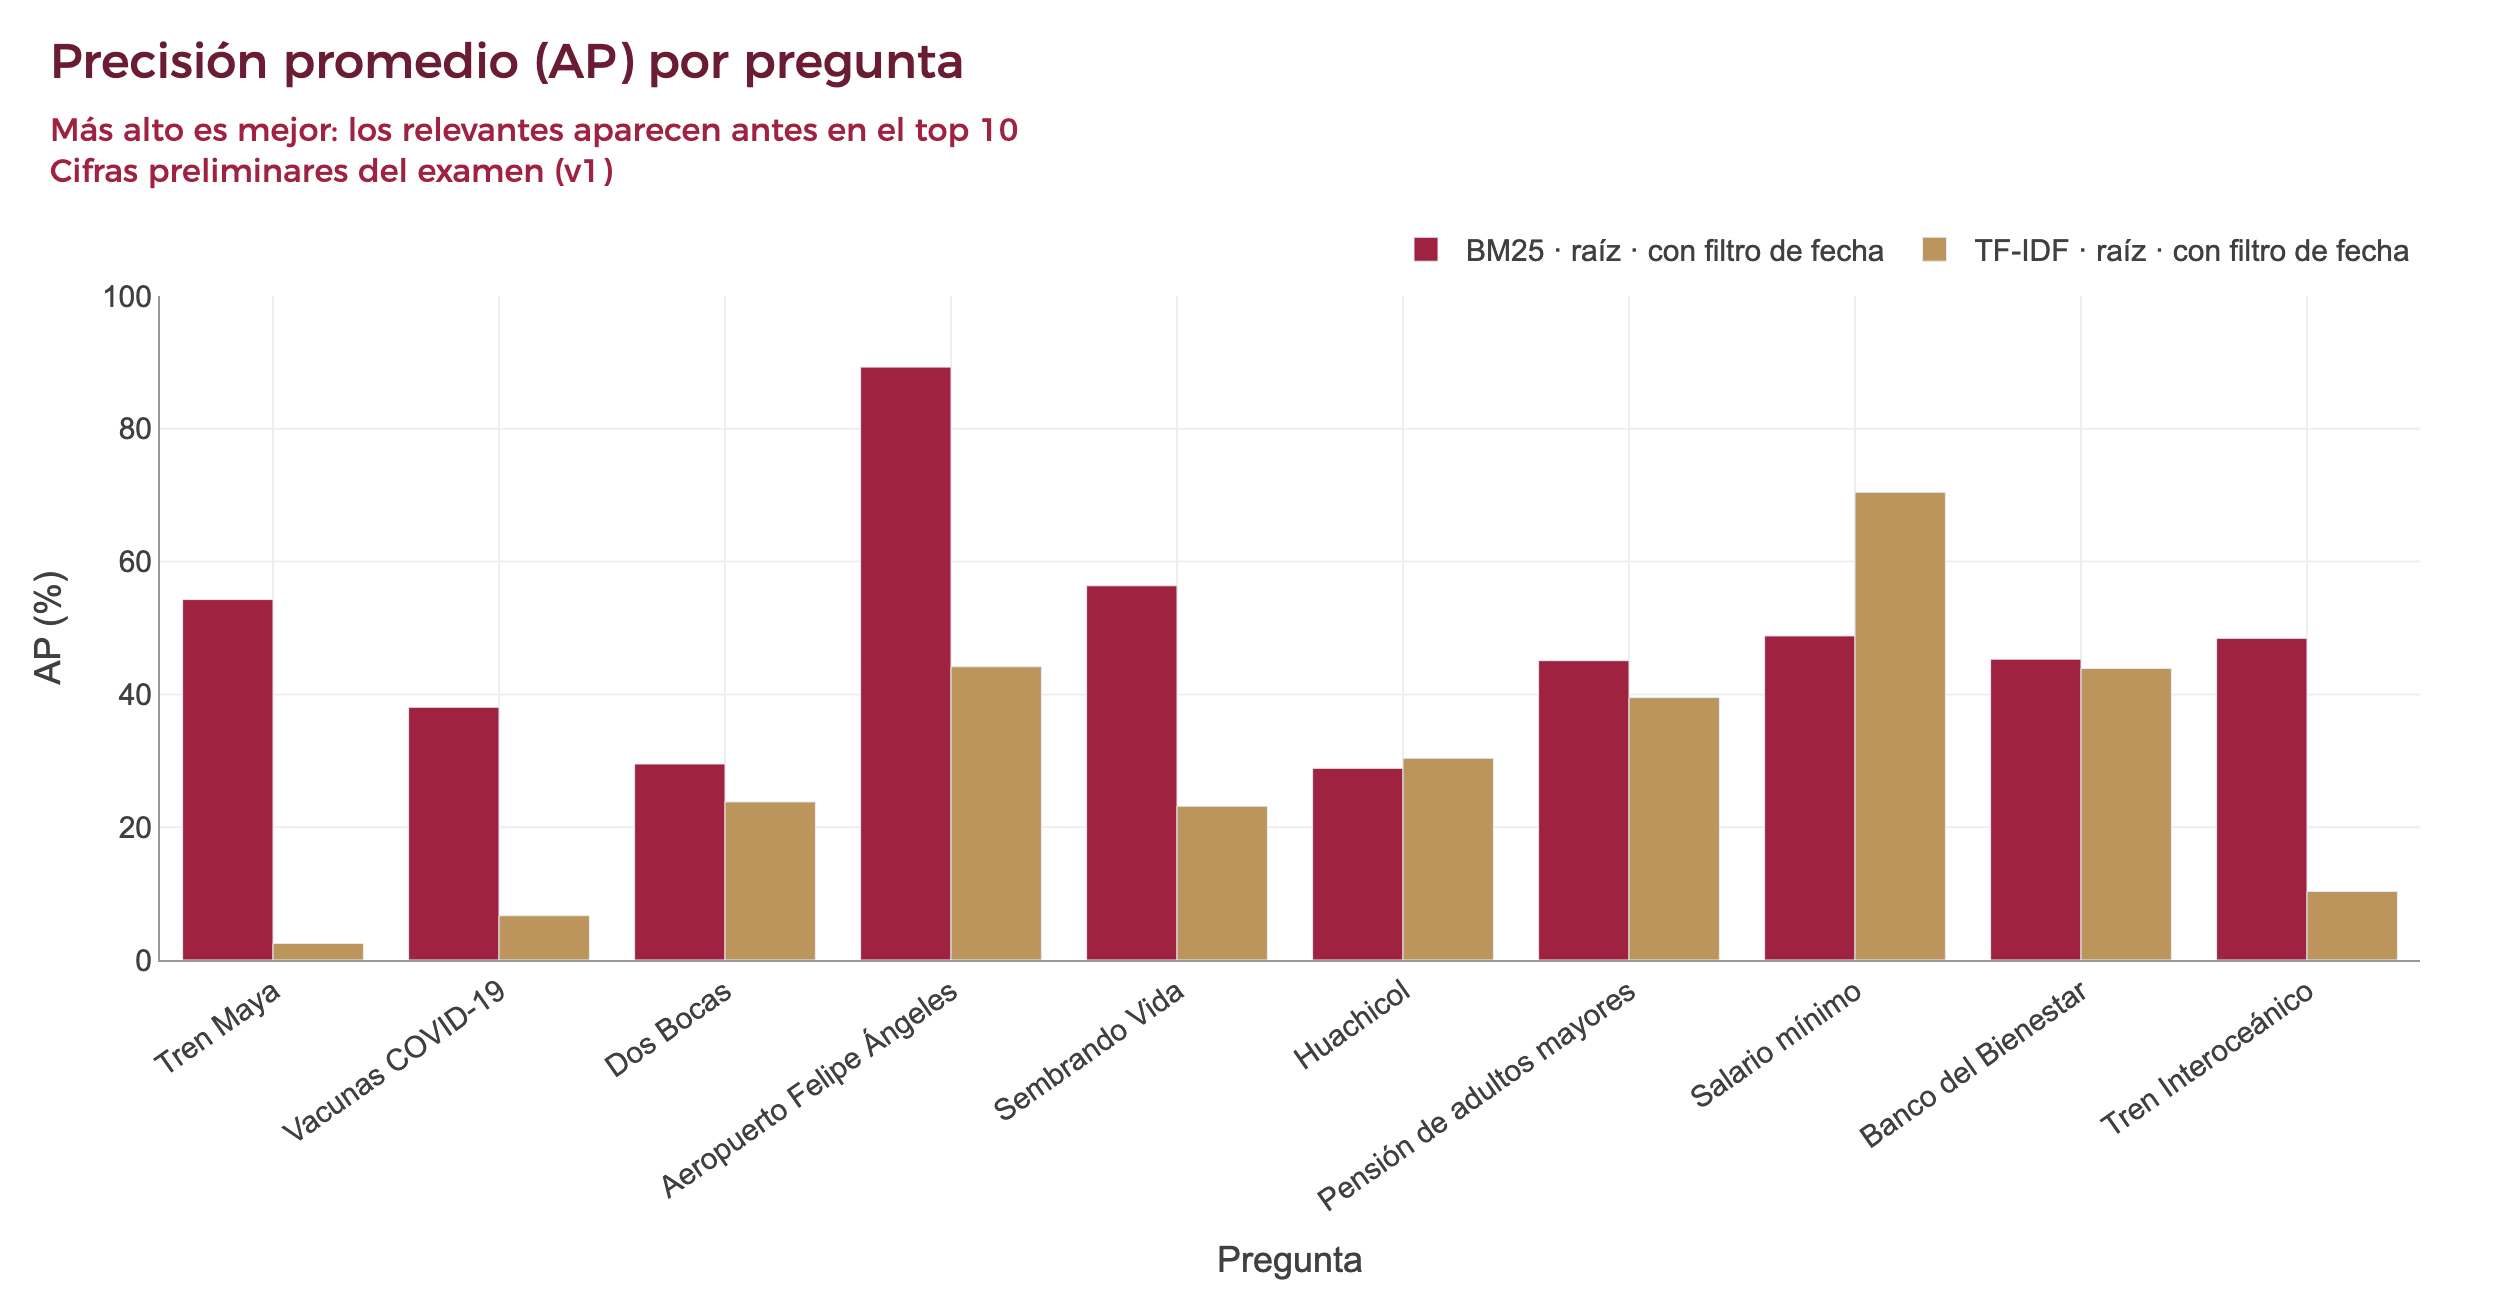 Precisión promedio (AP) por pregunta
Más alto es mejor: los relevantes aparecen antes en el top 10
Cifras preliminares del examen (v1)
BM25 · raíz · con filtro de fecha
TF-IDF · raíz · con filtro de fecha
100
80
60
40
20
0
AP (%)
Tren Maya
Vacunas COVID-19
Dos Bocas
Aeropuerto Felipe Ángeles
Sembrando Vida
Huachicol
Pensión de adultos mayores
Salario mínimo
Banco del Bienestar
Tren Interoceánico
Pregunta